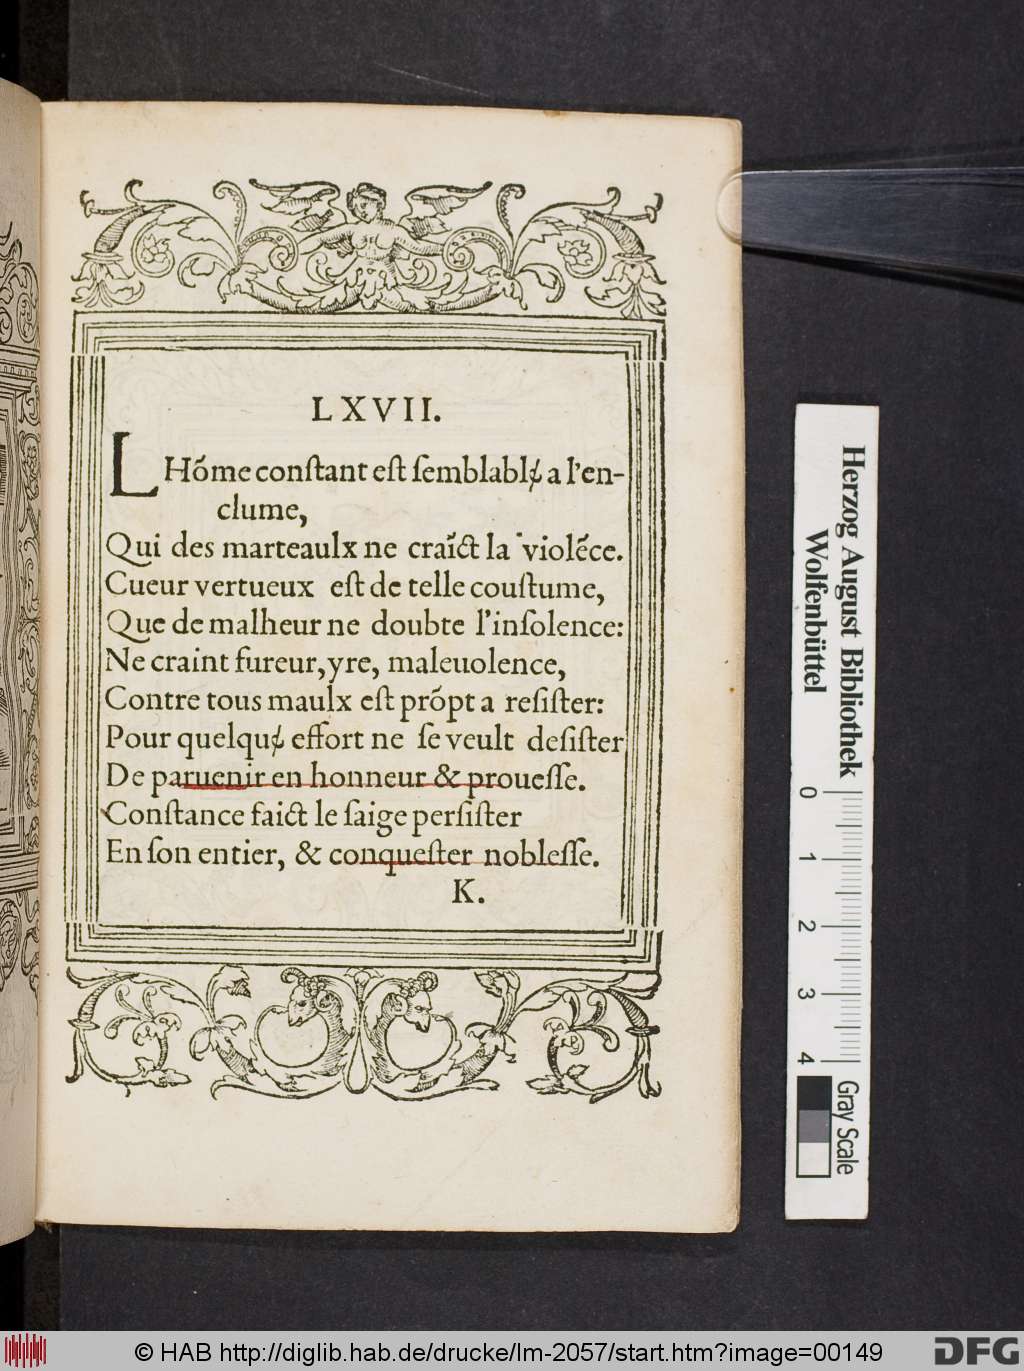 LXVII.
LHõme conſtant eſt ſemblablɇ a l'en-
clume,
Qui des marteaulx ne craĩct la violẽce.
Cueur vertueux eſt de telle couſtume,
Que de malheur ne doubte l'inſolence:
Ne craint fureur, yre, maleuolence,
Contre tous maulx eſt prõpt a reſiſter:
Pour quelquɇ effort ne ſe veult deſiſter
De paruenir en honneur & proueſſe.
Conſtance faict le ſaige perſiſter
En ſon entier, & conqueſter nobleſſe.
K.
Herzog August Bibliothek
Wolfenbüttel
0 1 2 3 4
Gray Scale
© HAB http://diglib.hab.de/drucke/lm-2057/start.htm?image=00149
DFG